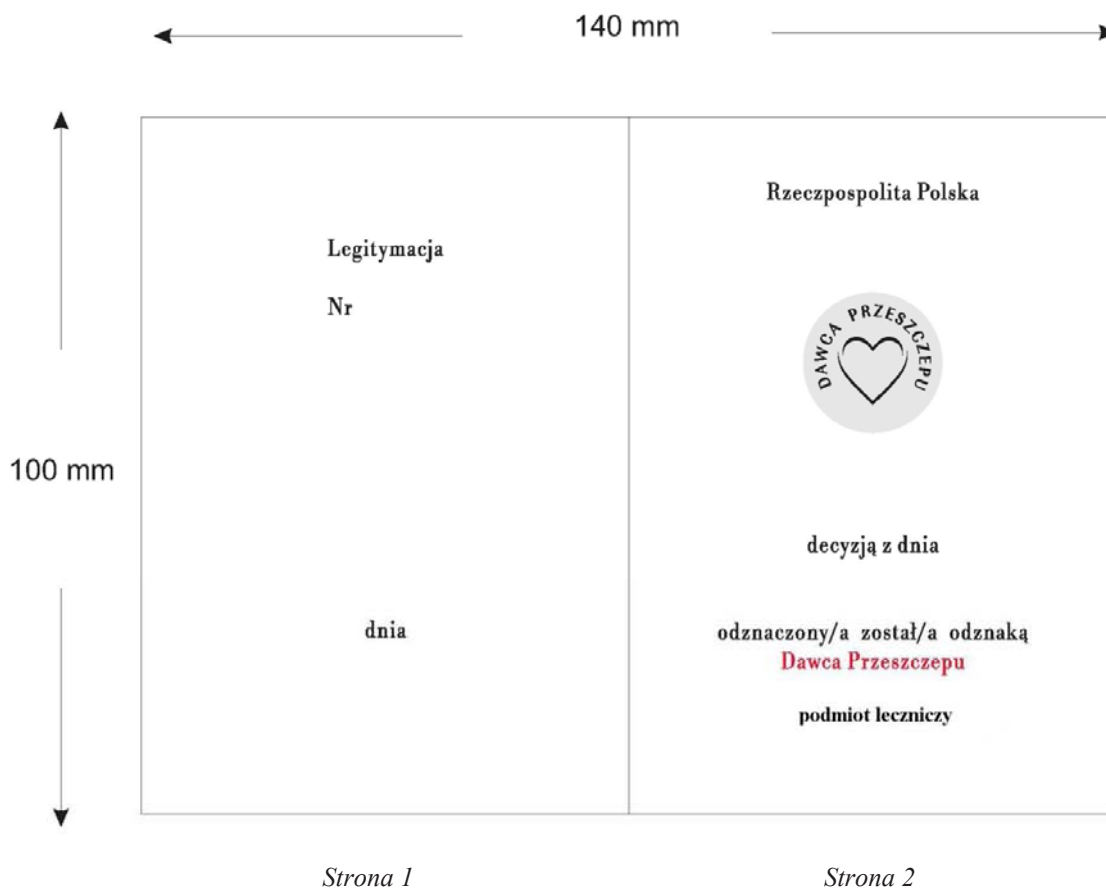 140 mm
100 mm
Legitymacja
Nr
dnia
Rzeczpospolita Polska
DAWCA PRZESZCZEPU
decyzją z dnia
odznaczony/a został/a odznaką
Dawca Przeszczepu
podmiot leczniczy
Strona 1
Strona 2